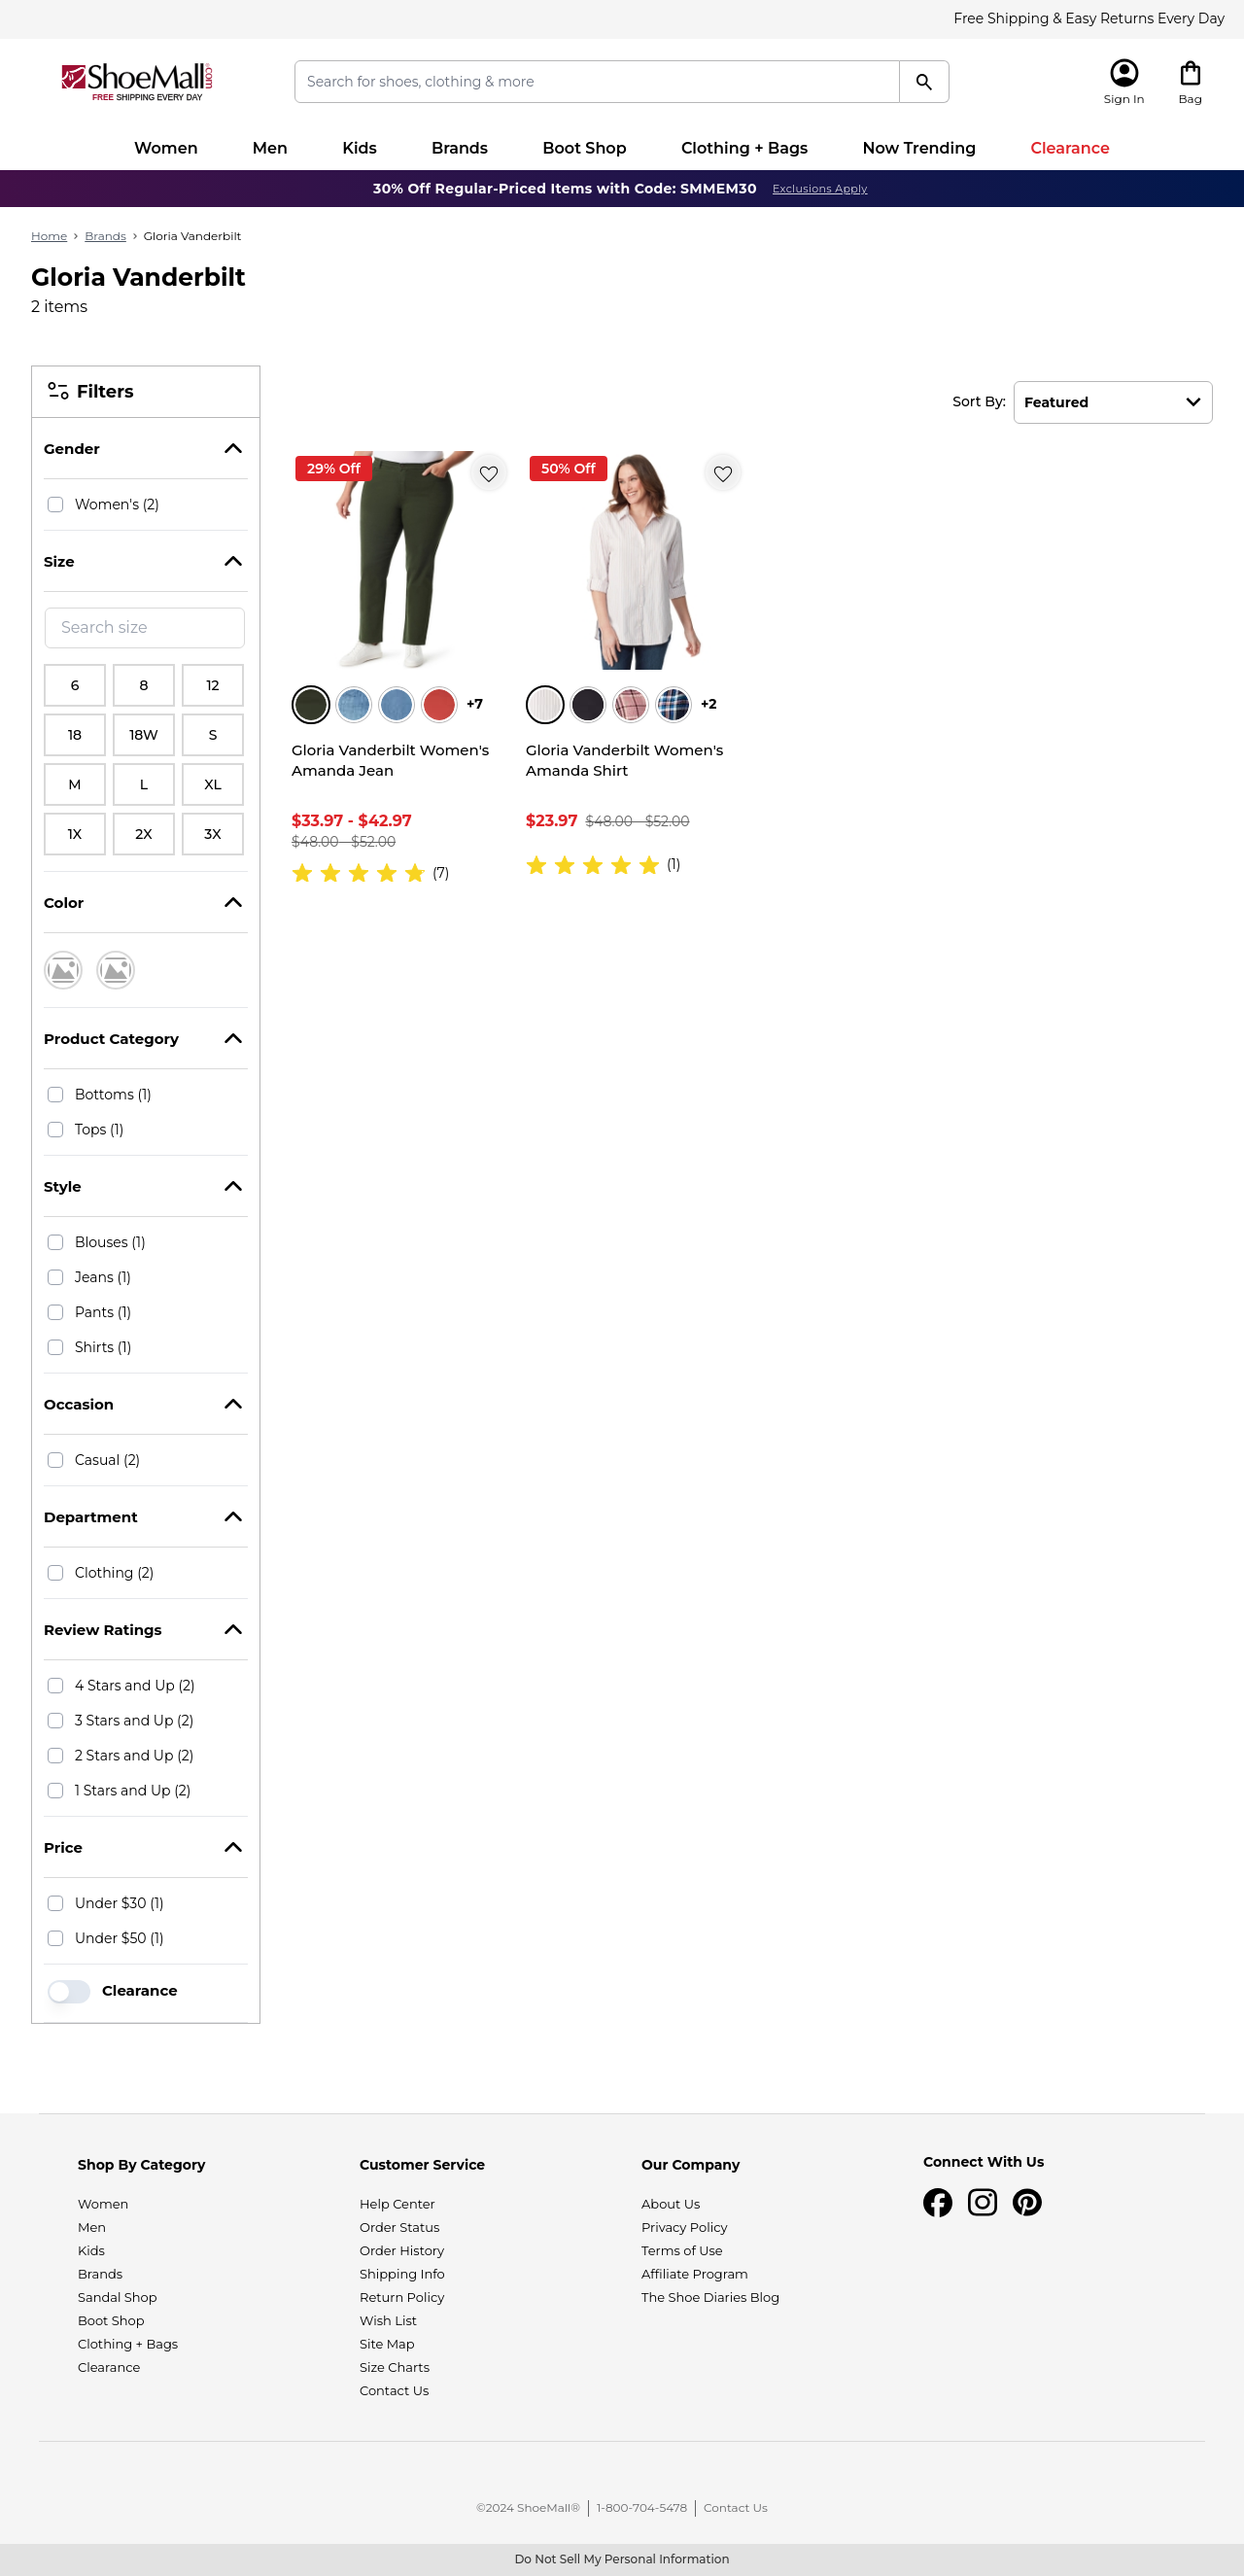 Free Shipping & Easy Returns Every Day
ShoeMall.com
FREE SHIPPING EVERY DAY
Search for shoes, clothing & more
Sign In
Bag
Women
Men
Kids
Brands
Boot Shop
Clothing + Bags
Now Trending
Clearance
30% Off Regular-Priced Items with Code: SMMEM30 Exclusions Apply
Home › Brands › Gloria Vanderbilt
Gloria Vanderbilt
2 items
Filters
Gender
Women's (2)
Size
Search size
6
8
12
18
18W
S
M
L
XL
1X
2X
3X
Color
Product Category
Bottoms (1)
Tops (1)
Style
Blouses (1)
Jeans (1)
Pants (1)
Shirts (1)
Occasion
Casual (2)
Department
Clothing (2)
Review Ratings
4 Stars and Up (2)
3 Stars and Up (2)
2 Stars and Up (2)
1 Stars and Up (2)
Price
Under $30 (1)
Under $50 (1)
Clearance
Sort By:
Featured
29% Off
+7
Gloria Vanderbilt Women's
Amanda Jean
$33.97 - $42.97
$48.00 - $52.00
(7)
50% Off
+2
Gloria Vanderbilt Women's
Amanda Shirt
$23.97 $48.00 - $52.00
(1)
Shop By Category
Women
Men
Kids
Brands
Sandal Shop
Boot Shop
Clothing + Bags
Clearance
Customer Service
Help Center
Order Status
Order History
Shipping Info
Return Policy
Wish List
Site Map
Size Charts
Contact Us
Our Company
About Us
Privacy Policy
Terms of Use
Affiliate Program
The Shoe Diaries Blog
Connect With Us
©2024 ShoeMall® | 1-800-704-5478 | Contact Us
Do Not Sell My Personal Information